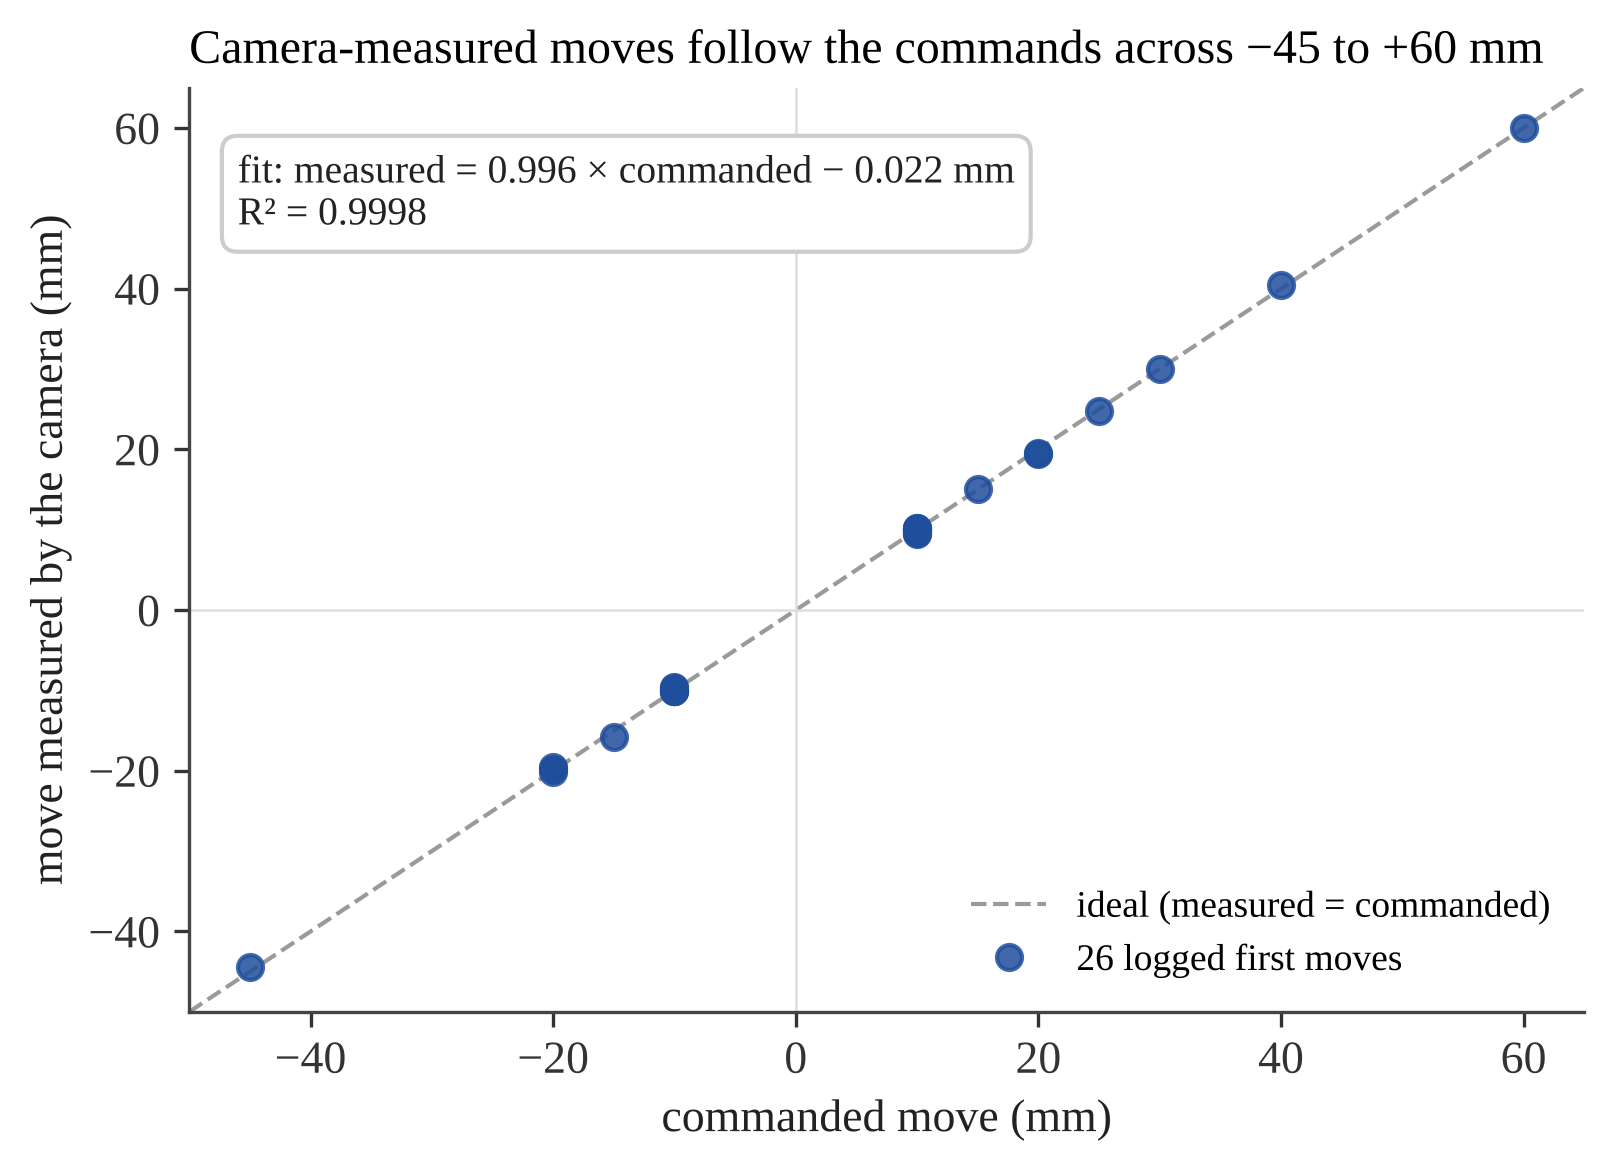 Camera-measured moves follow the commands across −45 to +60 mm
fit: measured = 0.996 × commanded − 0.022 mm
R² = 0.9998
move measured by the camera (mm)
60
40
20
0
−20
−40
ideal (measured = commanded)
26 logged first moves
−40
−20
0
20
40
60
commanded move (mm)